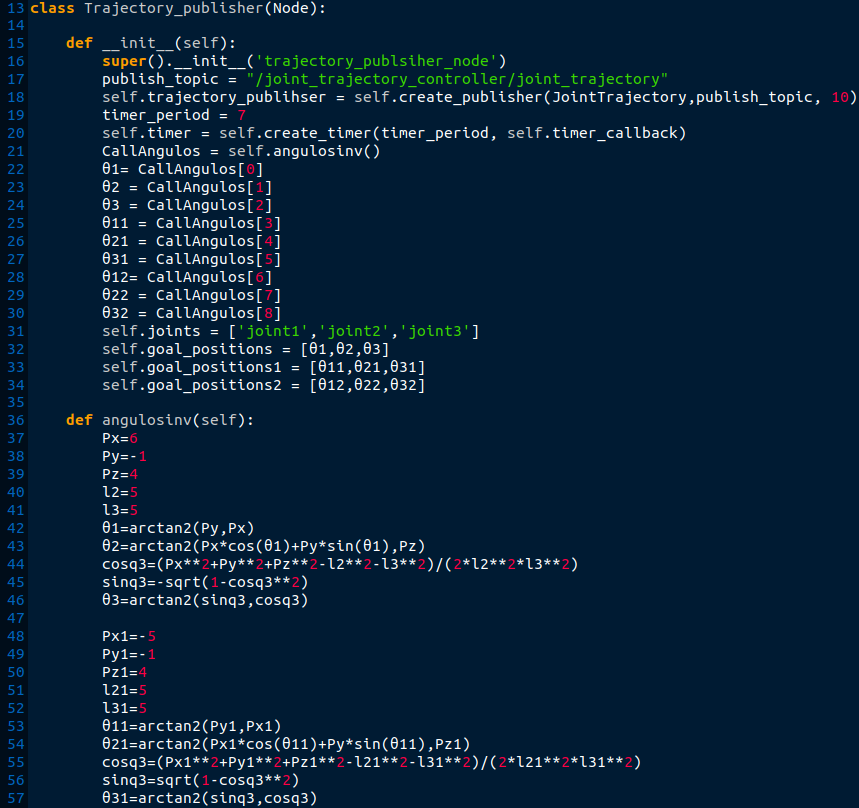 13 class Trajectory_publisher(Node):
14
15     def __init__(self):
16         super().__init__('trajectory_publsiher_node')
17         publish_topic = "/joint_trajectory_controller/joint_trajectory"
18         self.trajectory_publihser = self.create_publisher(JointTrajectory,publish_topic, 10)
19         timer_period = 7
20         self.timer = self.create_timer(timer_period, self.timer_callback)
21         CallAngulos = self.angulosinv()
22         θ1= CallAngulos[0]
23         θ2 = CallAngulos[1]
24         θ3 = CallAngulos[2]
25         θ11 = CallAngulos[3]
26         θ21 = CallAngulos[4]
27         θ31 = CallAngulos[5]
28         θ12= CallAngulos[6]
29         θ22 = CallAngulos[7]
30         θ32 = CallAngulos[8]
31         self.joints = ['joint1','joint2','joint3']
32         self.goal_positions = [θ1,θ2,θ3]
33         self.goal_positions1 = [θ11,θ21,θ31]
34         self.goal_positions2 = [θ12,θ22,θ32]
35
36     def angulosinv(self):
37         Px=6
38         Py=-1
39         Pz=4
40         l2=5
41         l3=5
42         θ1=arctan2(Py,Px)
43         θ2=arctan2(Px*cos(θ1)+Py*sin(θ1),Pz)
44         cosq3=(Px**2+Py**2+Pz**2-l2**2-l3**2)/(2*l2**2*l3**2)
45         sinq3=-sqrt(1-cosq3**2)
46         θ3=arctan2(sinq3,cosq3)
47
48         Px1=-5
49         Py1=-1
50         Pz1=4
51         l21=5
52         l31=5
53         θ11=arctan2(Py1,Px1)
54         θ21=arctan2(Px1*cos(θ11)+Py*sin(θ11),Pz1)
55         cosq3=(Px1**2+Py1**2+Pz1**2-l21**2-l31**2)/(2*l21**2*l31**2)
56         sinq3=sqrt(1-cosq3**2)
57         θ31=arctan2(sinq3,cosq3)